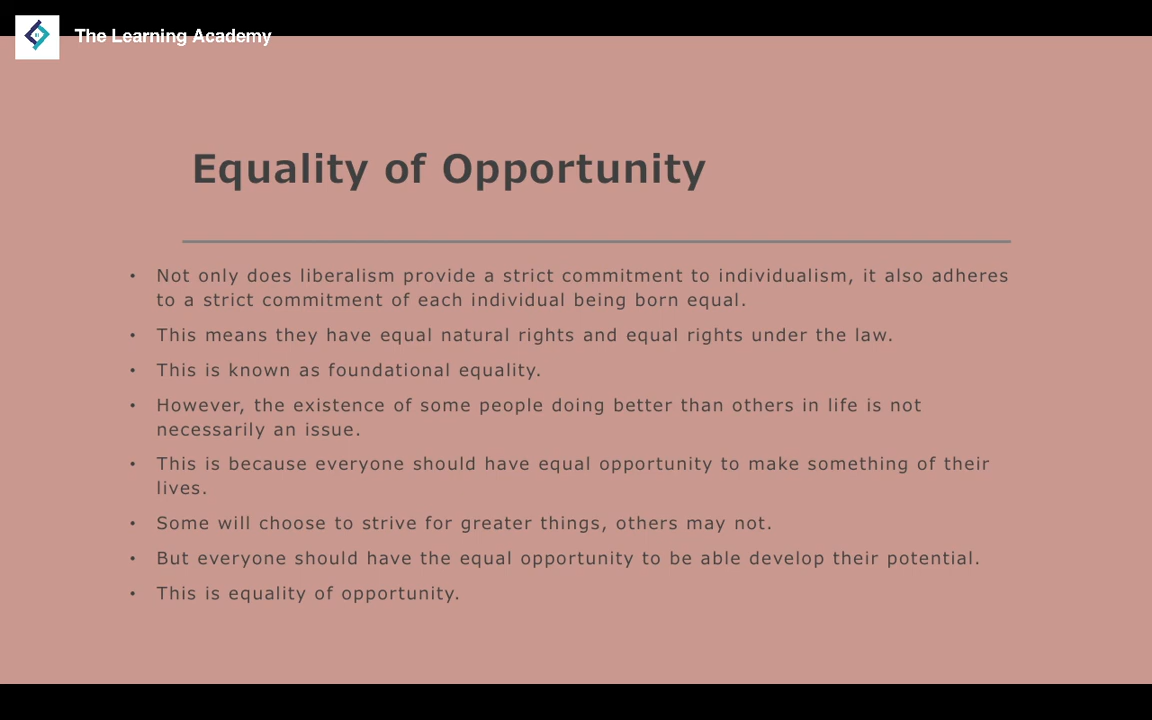 The Learning Academy
Equality of Opportunity
• Not only does liberalism provide a strict commitment to individualism, it also adheres
to a strict commitment of each individual being born equal.
• This means they have equal natural rights and equal rights under the law.
• This is known as foundational equality.
• However, the existence of some people doing better than others in life is not
necessarily an issue.
• This is because everyone should have equal opportunity to make something of their
lives.
• Some will choose to strive for greater things, others may not.
• But everyone should have the equal opportunity to be able develop their potential.
• This is equality of opportunity.